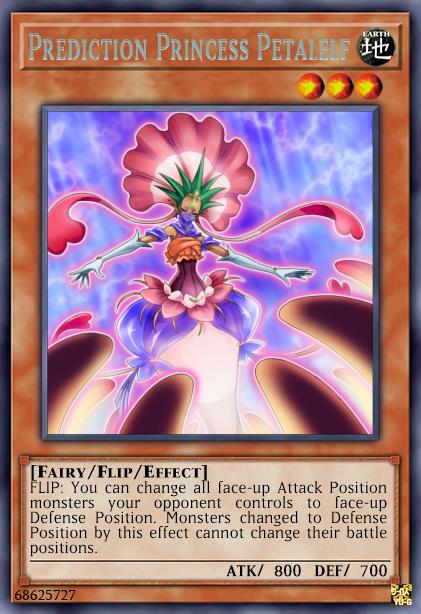 Prediction Princess Petalelf
EARTH
地
[Fairy/Flip/Effect]
FLIP: You can change all face-up Attack Position
monsters your opponent controls to face-up
Defense Position. Monsters changed to Defense
Position by this effect cannot change their battle
positions.
ATK/ 800 DEF/ 700
68625727